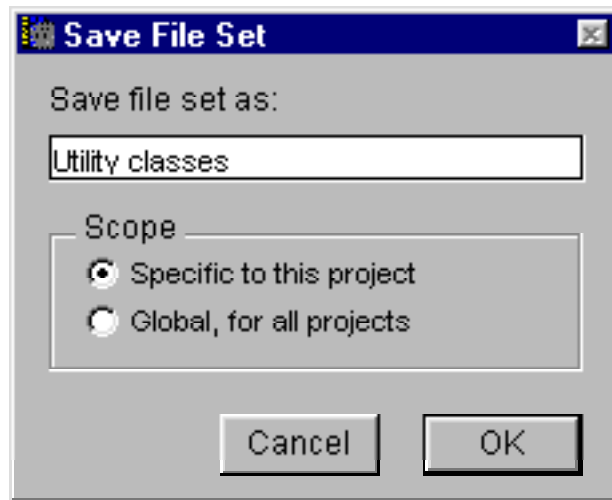 Save File Set
Save file set as:
Utility classes
Scope
Specific to this project
Global, for all projects
Cancel OK